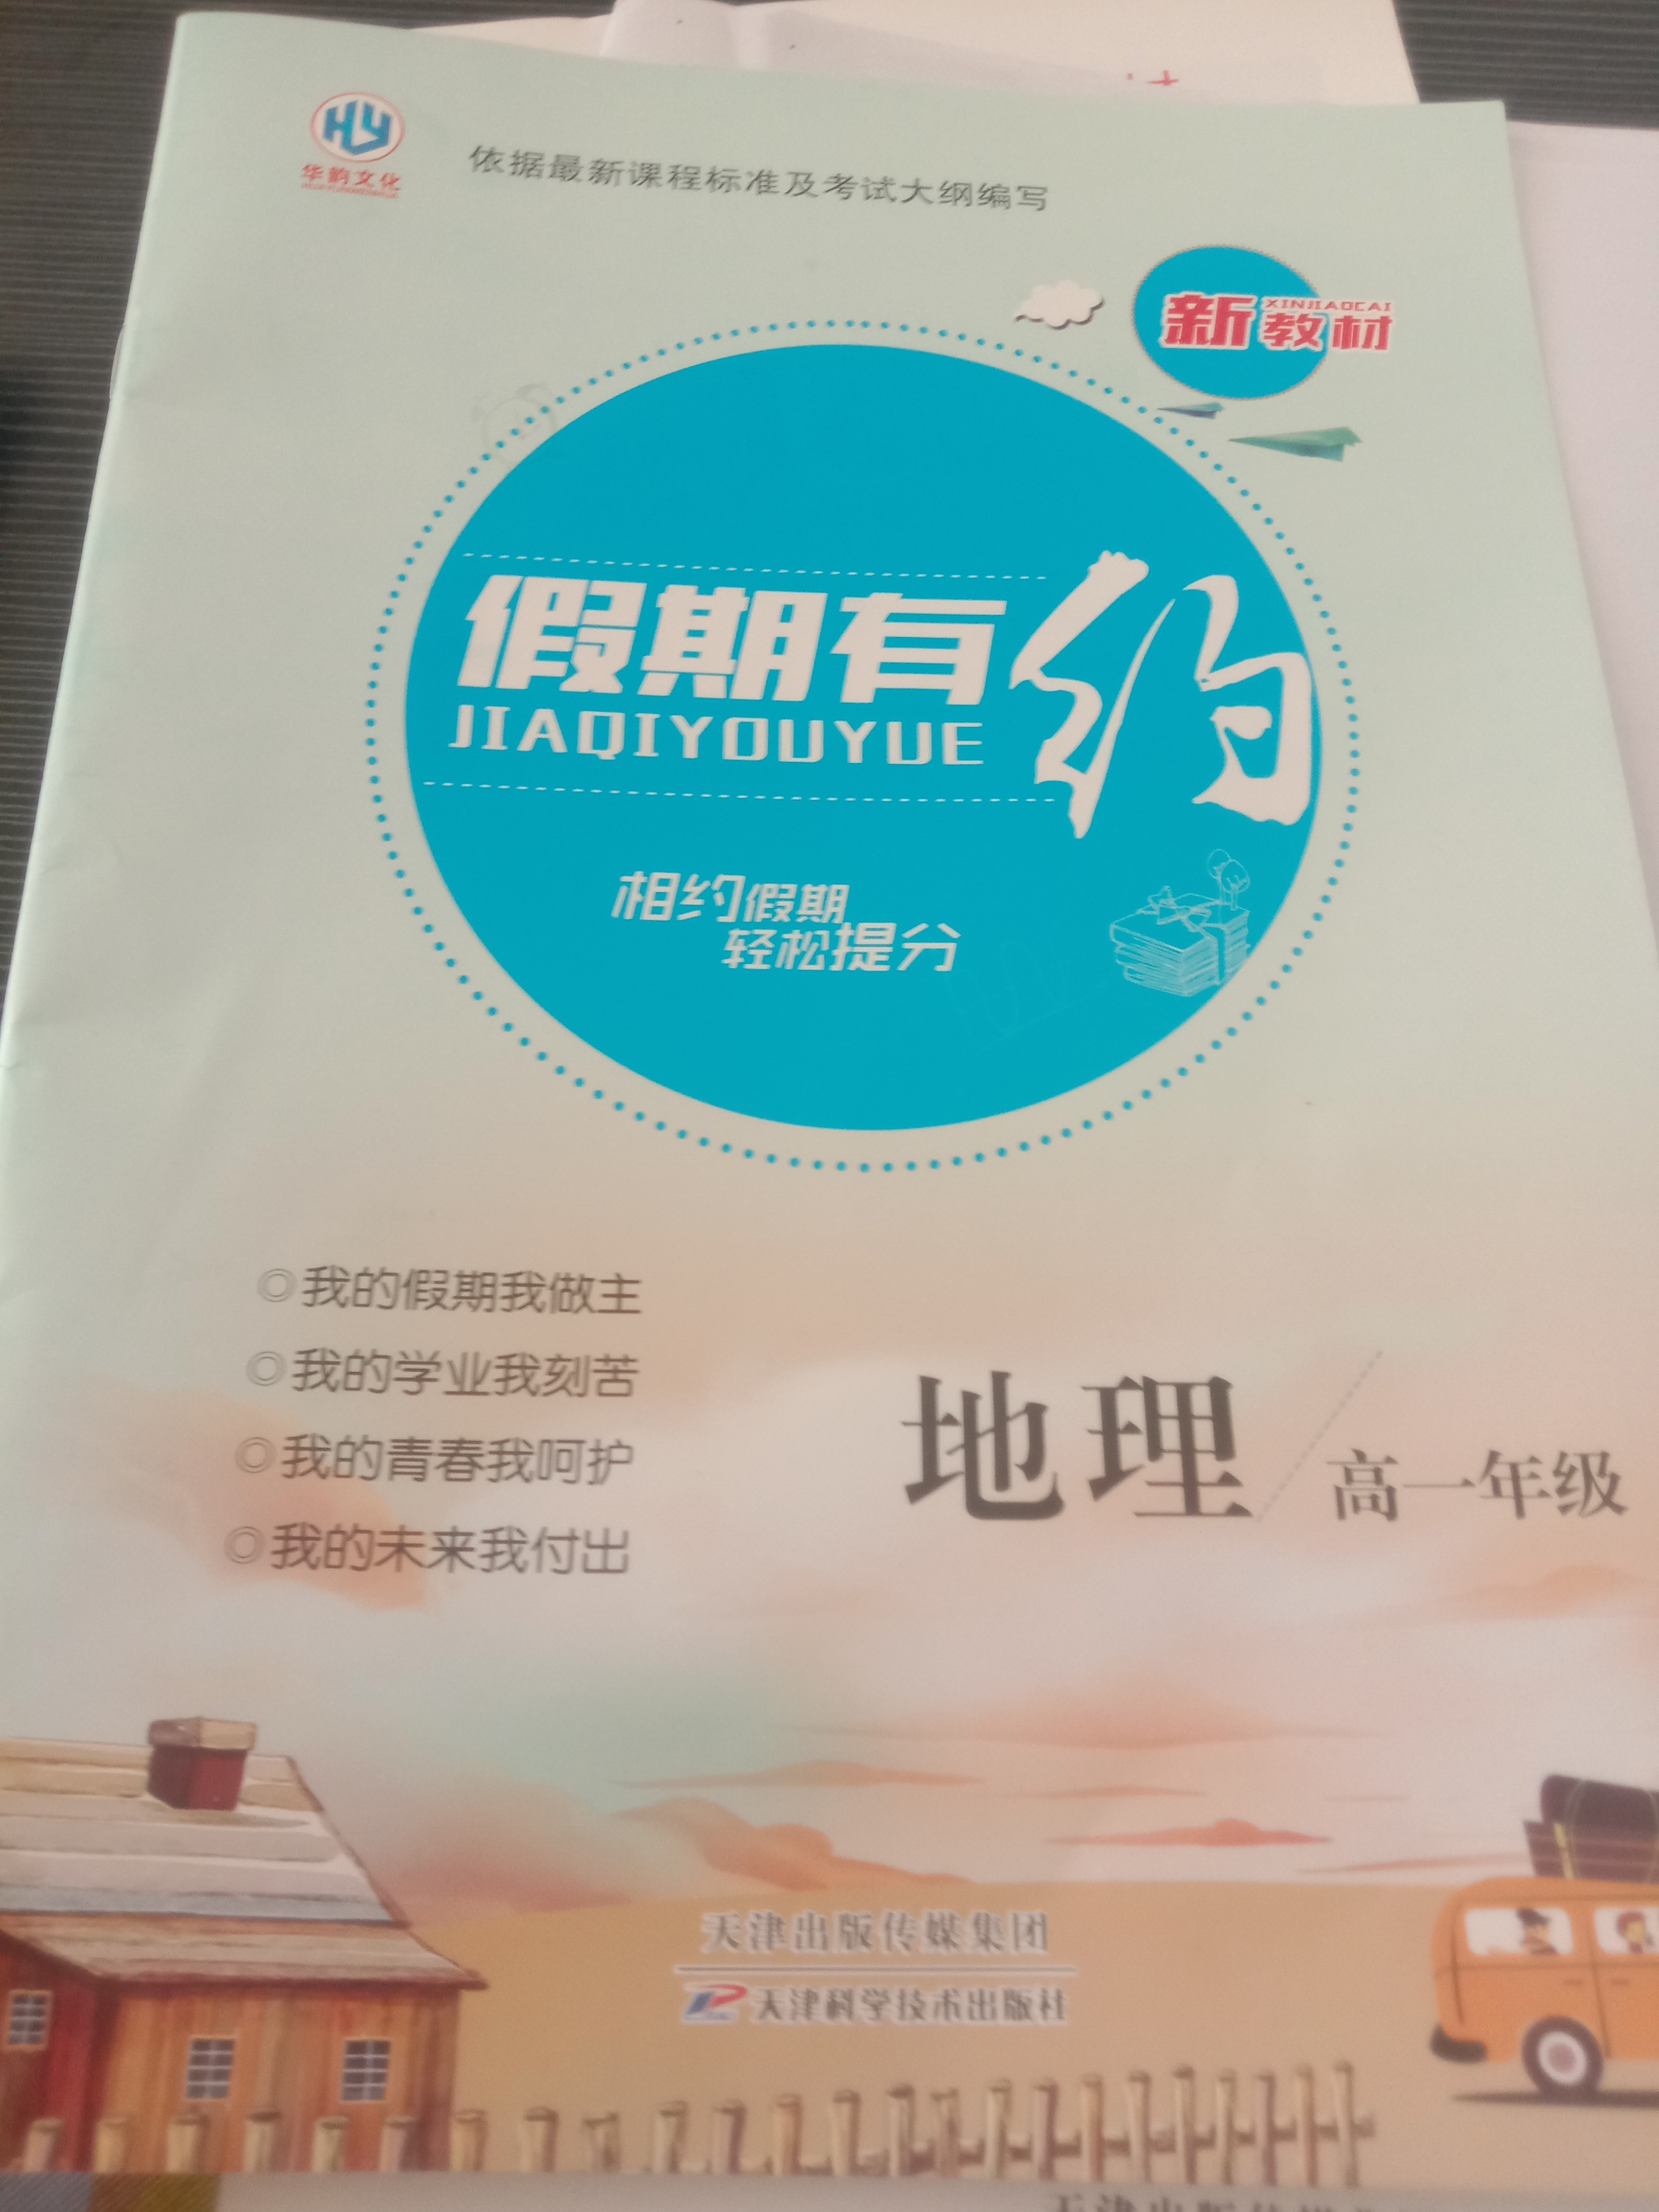 HY
华韵文化
依据最新课程标准及考试大纲编写
XINJIAOCAI
新教材
假期有约
JIAQIYOUYUE
相约假期
轻松提分
◎我的假期我做主
◎我的学业我刻苦
◎我的青春我呵护
◎我的未来我付出
地理 高一年级
天津出版传媒集团
天津科学技术出版社